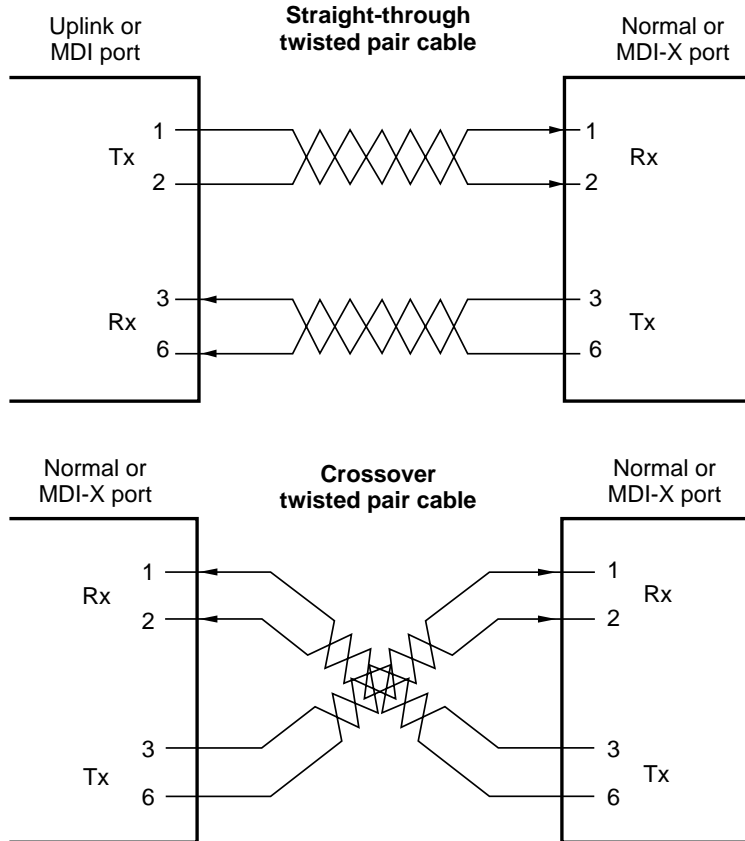 Uplink or
MDI port
Straight-through
twisted pair cable
Normal or
MDI-X port
1
Tx
2
3
Rx
6
1
Rx
2
3
Tx
6
Normal or
MDI-X port
Crossover
twisted pair cable
Normal or
MDI-X port
1
Rx
2
3
Tx
6
1
Rx
2
3
Tx
6